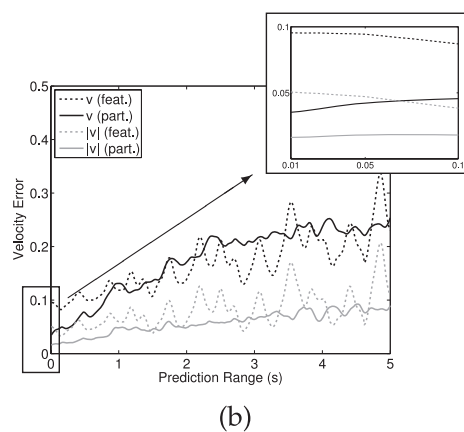 0.1
0.05
0.01
0.05
0.1
0.5
0.4
0.3
0.2
0.1
0
v (feat.)
v (part.)
|v| (feat.)
|v| (part.)
Velocity Error
0 1 2 3 4 5
Prediction Range (s)
(b)